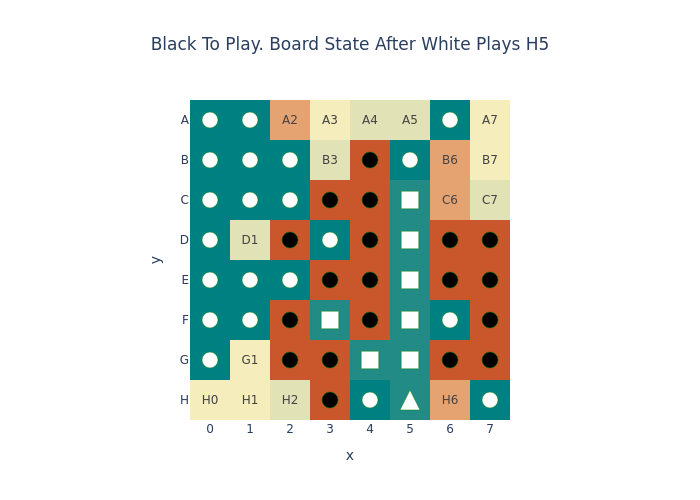 Black To Play. Board State After White Plays H5
A A2 A3 A4 A5 A7
B B3 B6 B7
C C6 C7
D D1
E
F
G G1
H H0 H1 H2 H6
0 1 2 3 4 5 6 7
x
y